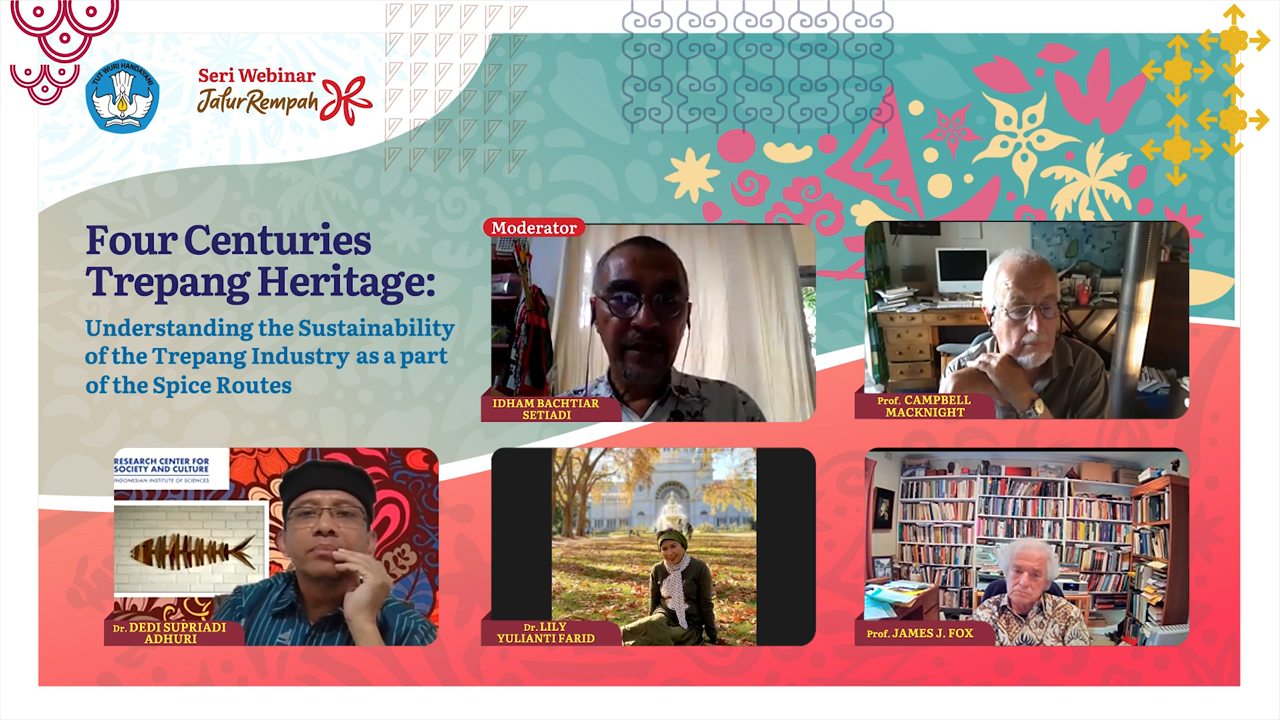 TUT WURI HANDAYANI
Seri Webinar
Jalur Rempah
Four Centuries
Trepang Heritage:
Understanding the Sustainability
of the Trepang Industry as a part
of the Spice Routes
Moderator
IDHAM BACHTIAR
SETIADI
Prof. CAMPBELL
MACKNIGHT
RESEARCH CENTER FOR
SOCIETY AND CULTURE
INDONESIAN INSTITUTE OF SCIENCES
Dr. DEDI SUPRIADI
ADHURI
Dr. LILY
YULIANTI FARID
Prof. JAMES J. FOX